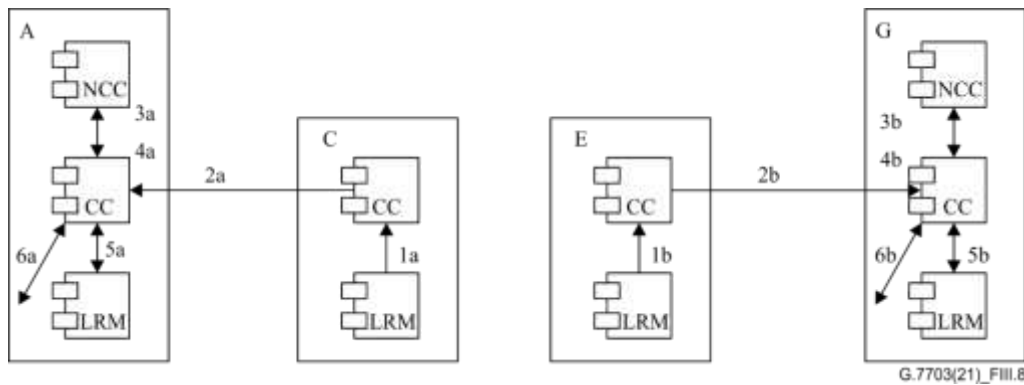 A
NCC
3a
4a
CC
6a
5a
LRM
2a
C
CC
1a
LRM
E
CC
1b
LRM
2b
G
NCC
3b
4b
CC
6b
5b
LRM
G.7703(21)_FIII.8